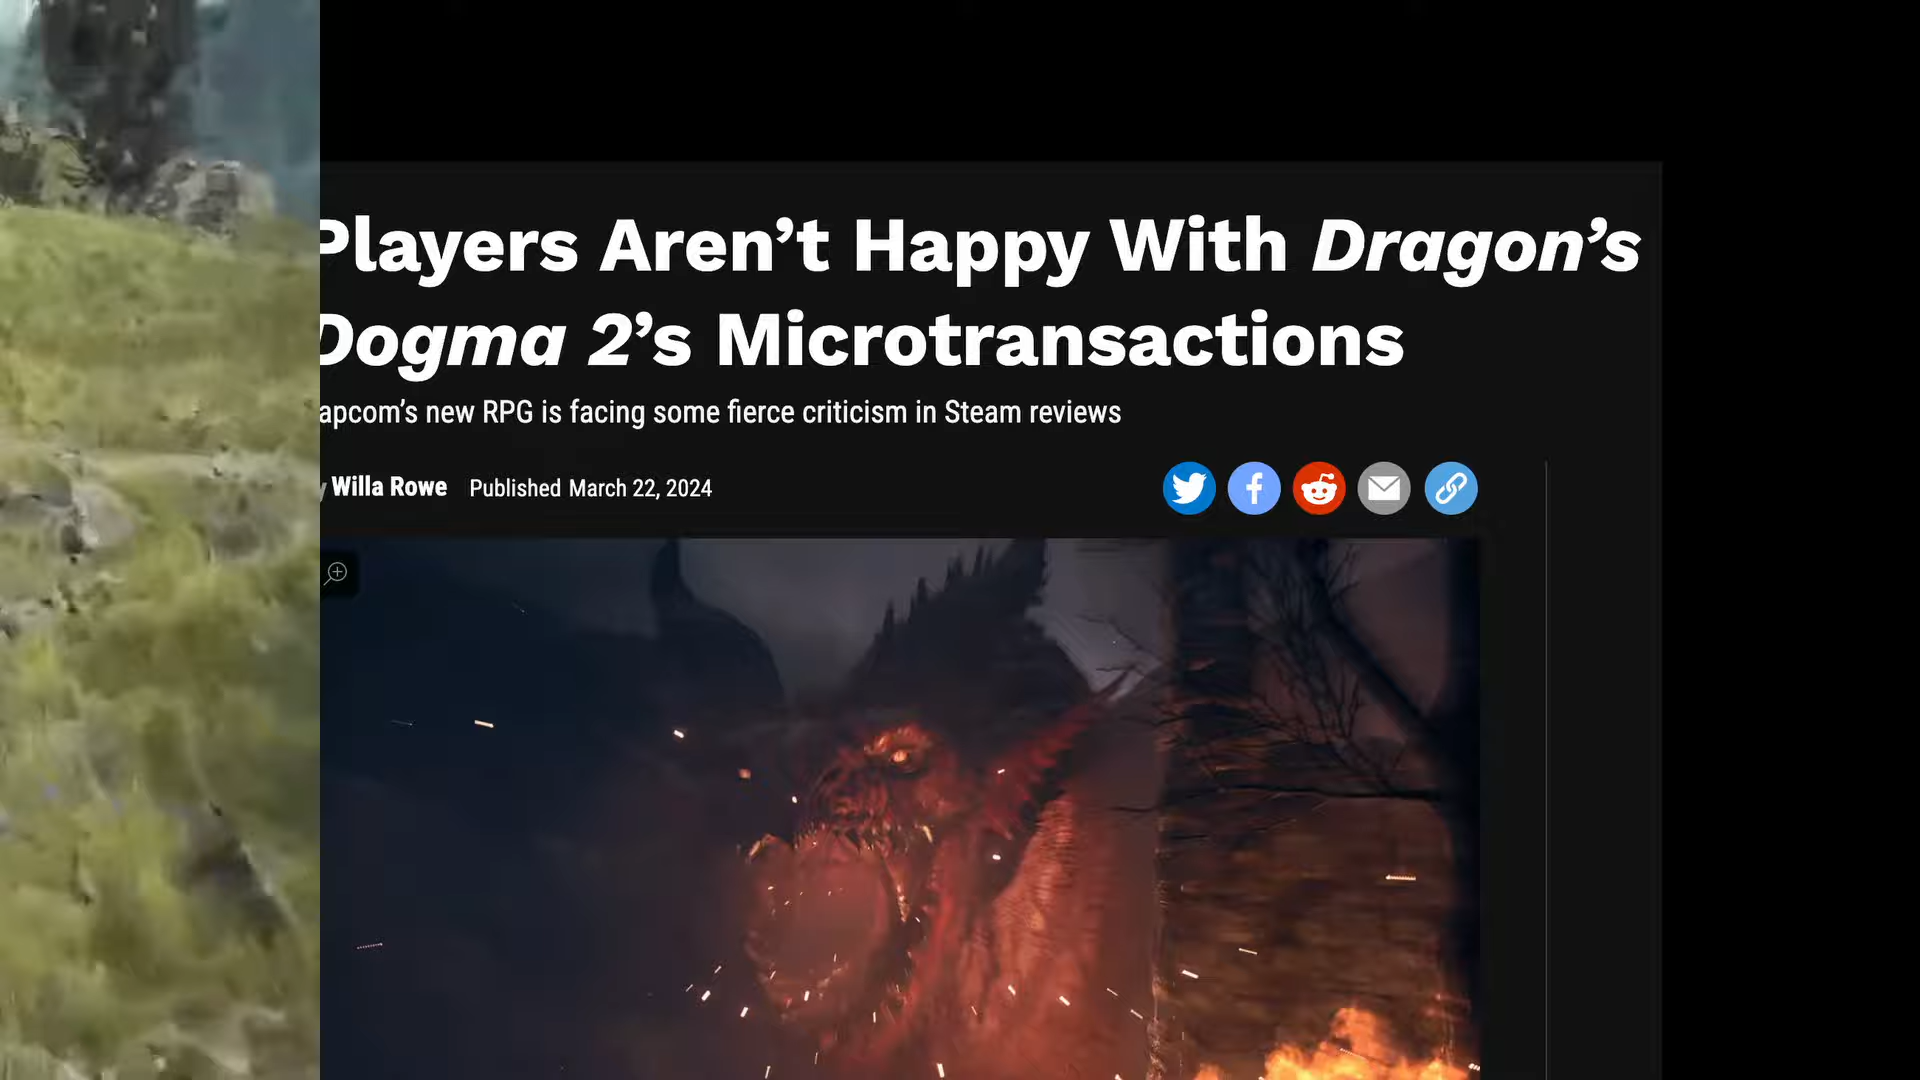 Players Aren’t Happy With Dragon’s
Dogma 2’s Microtransactions
apcom’s new RPG is facing some fierce criticism in Steam reviews
y Willa Rowe Published March 22, 2024